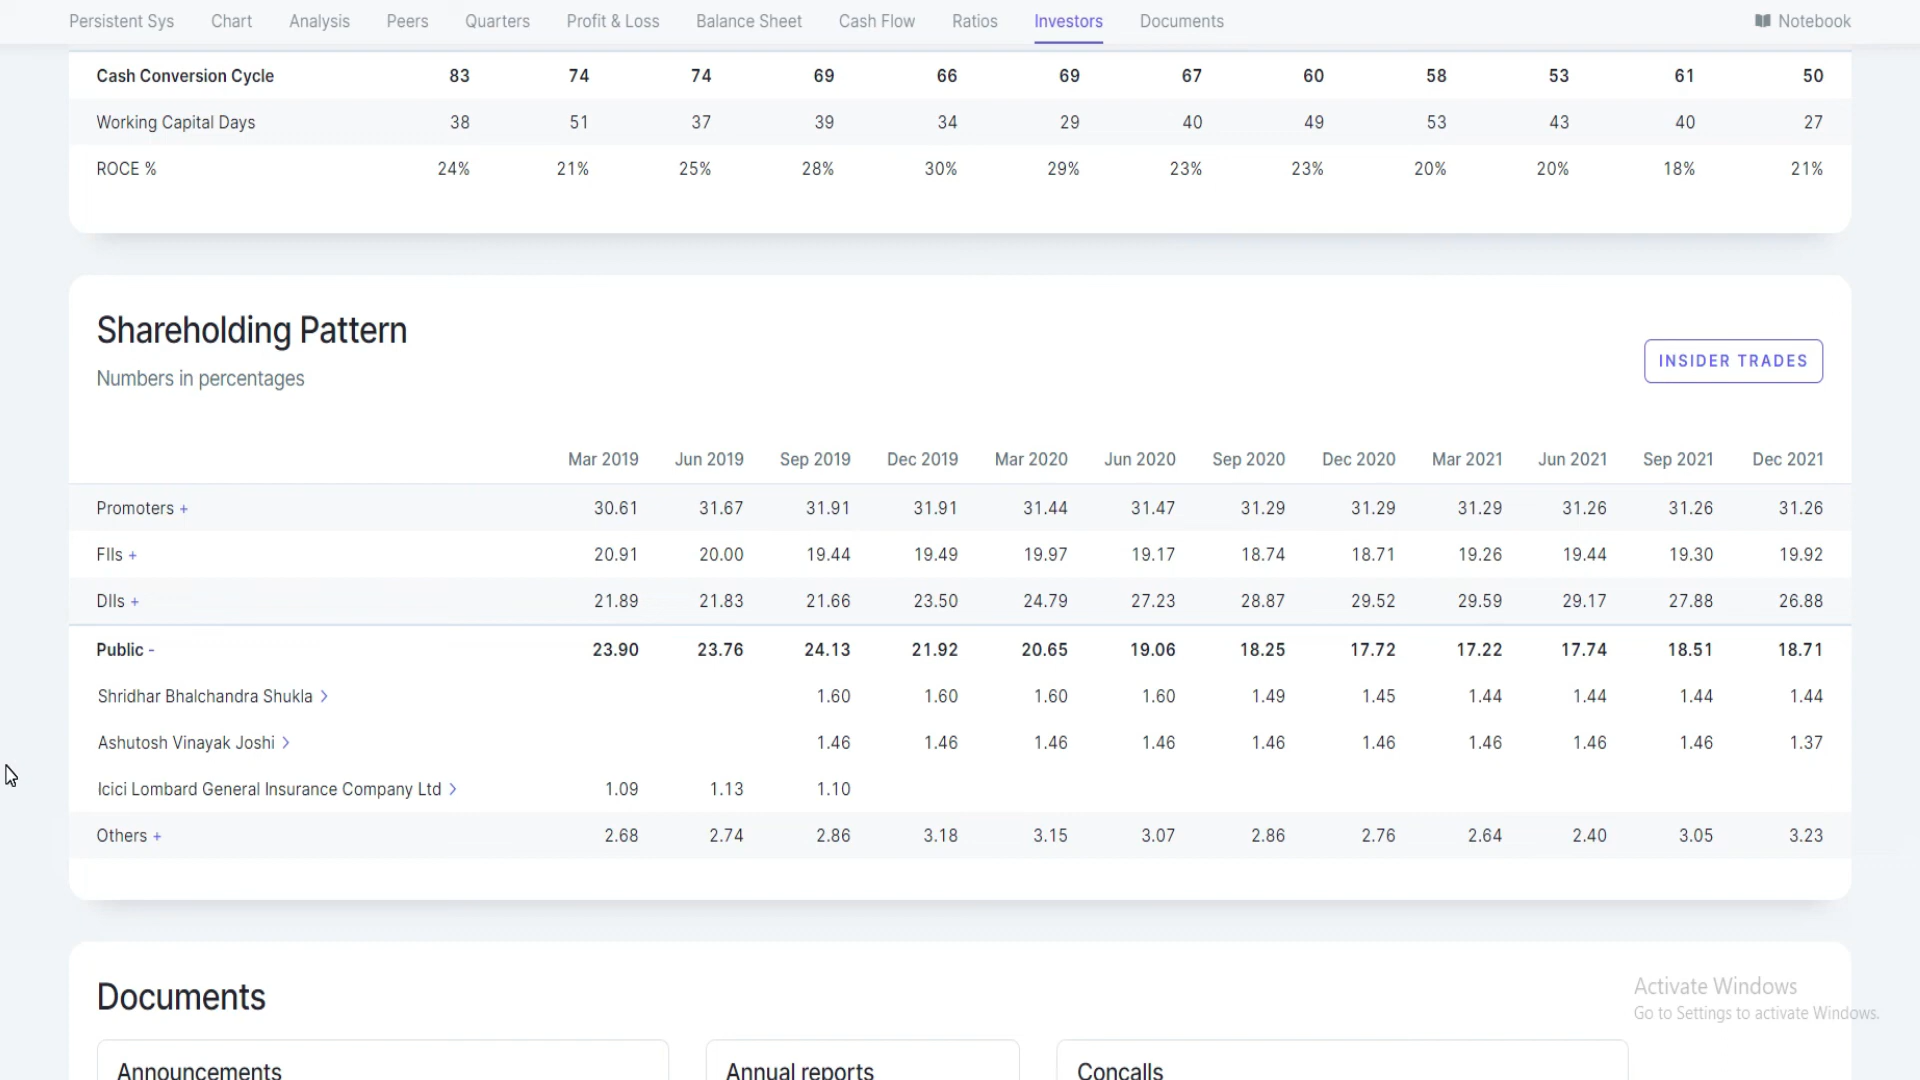 Persistent Sys Chart Analysis Peers Quarters Profit & Loss Balance Sheet Cash Flow Ratios Investors Documents Notebook
Cash Conversion Cycle 83 74 74 69 66 69 67 60 58 53 61 50
Working Capital Days 38 51 37 39 34 29 40 49 53 43 40 27
ROCE % 24% 21% 25% 28% 30% 29% 23% 23% 20% 20% 18% 21%
Shareholding Pattern
Numbers in percentages
INSIDER TRADES
Mar 2019 Jun 2019 Sep 2019 Dec 2019 Mar 2020 Jun 2020 Sep 2020 Dec 2020 Mar 2021 Jun 2021 Sep 2021 Dec 2021
Promoters + 30.61 31.67 31.91 31.91 31.44 31.47 31.29 31.29 31.29 31.26 31.26 31.26
FIIs + 20.91 20.00 19.44 19.49 19.97 19.17 18.74 18.71 19.26 19.44 19.30 19.92
DIIs + 21.89 21.83 21.66 23.50 24.79 27.23 28.87 29.52 29.59 29.17 27.88 26.88
Public - 23.90 23.76 24.13 21.92 20.65 19.06 18.25 17.72 17.22 17.74 18.51 18.71
Shridhar Bhalchandra Shukla > 1.60 1.60 1.60 1.60 1.49 1.45 1.44 1.44 1.44 1.44
Ashutosh Vinayak Joshi > 1.46 1.46 1.46 1.46 1.46 1.46 1.46 1.46 1.46 1.37
Icici Lombard General Insurance Company Ltd > 1.09 1.13 1.10
Others + 2.68 2.74 2.86 3.18 3.15 3.07 2.86 2.76 2.64 2.40 3.05 3.23
Documents
Activate Windows
Go to Settings to activate Windows.
Announcements Annual reports Concalls